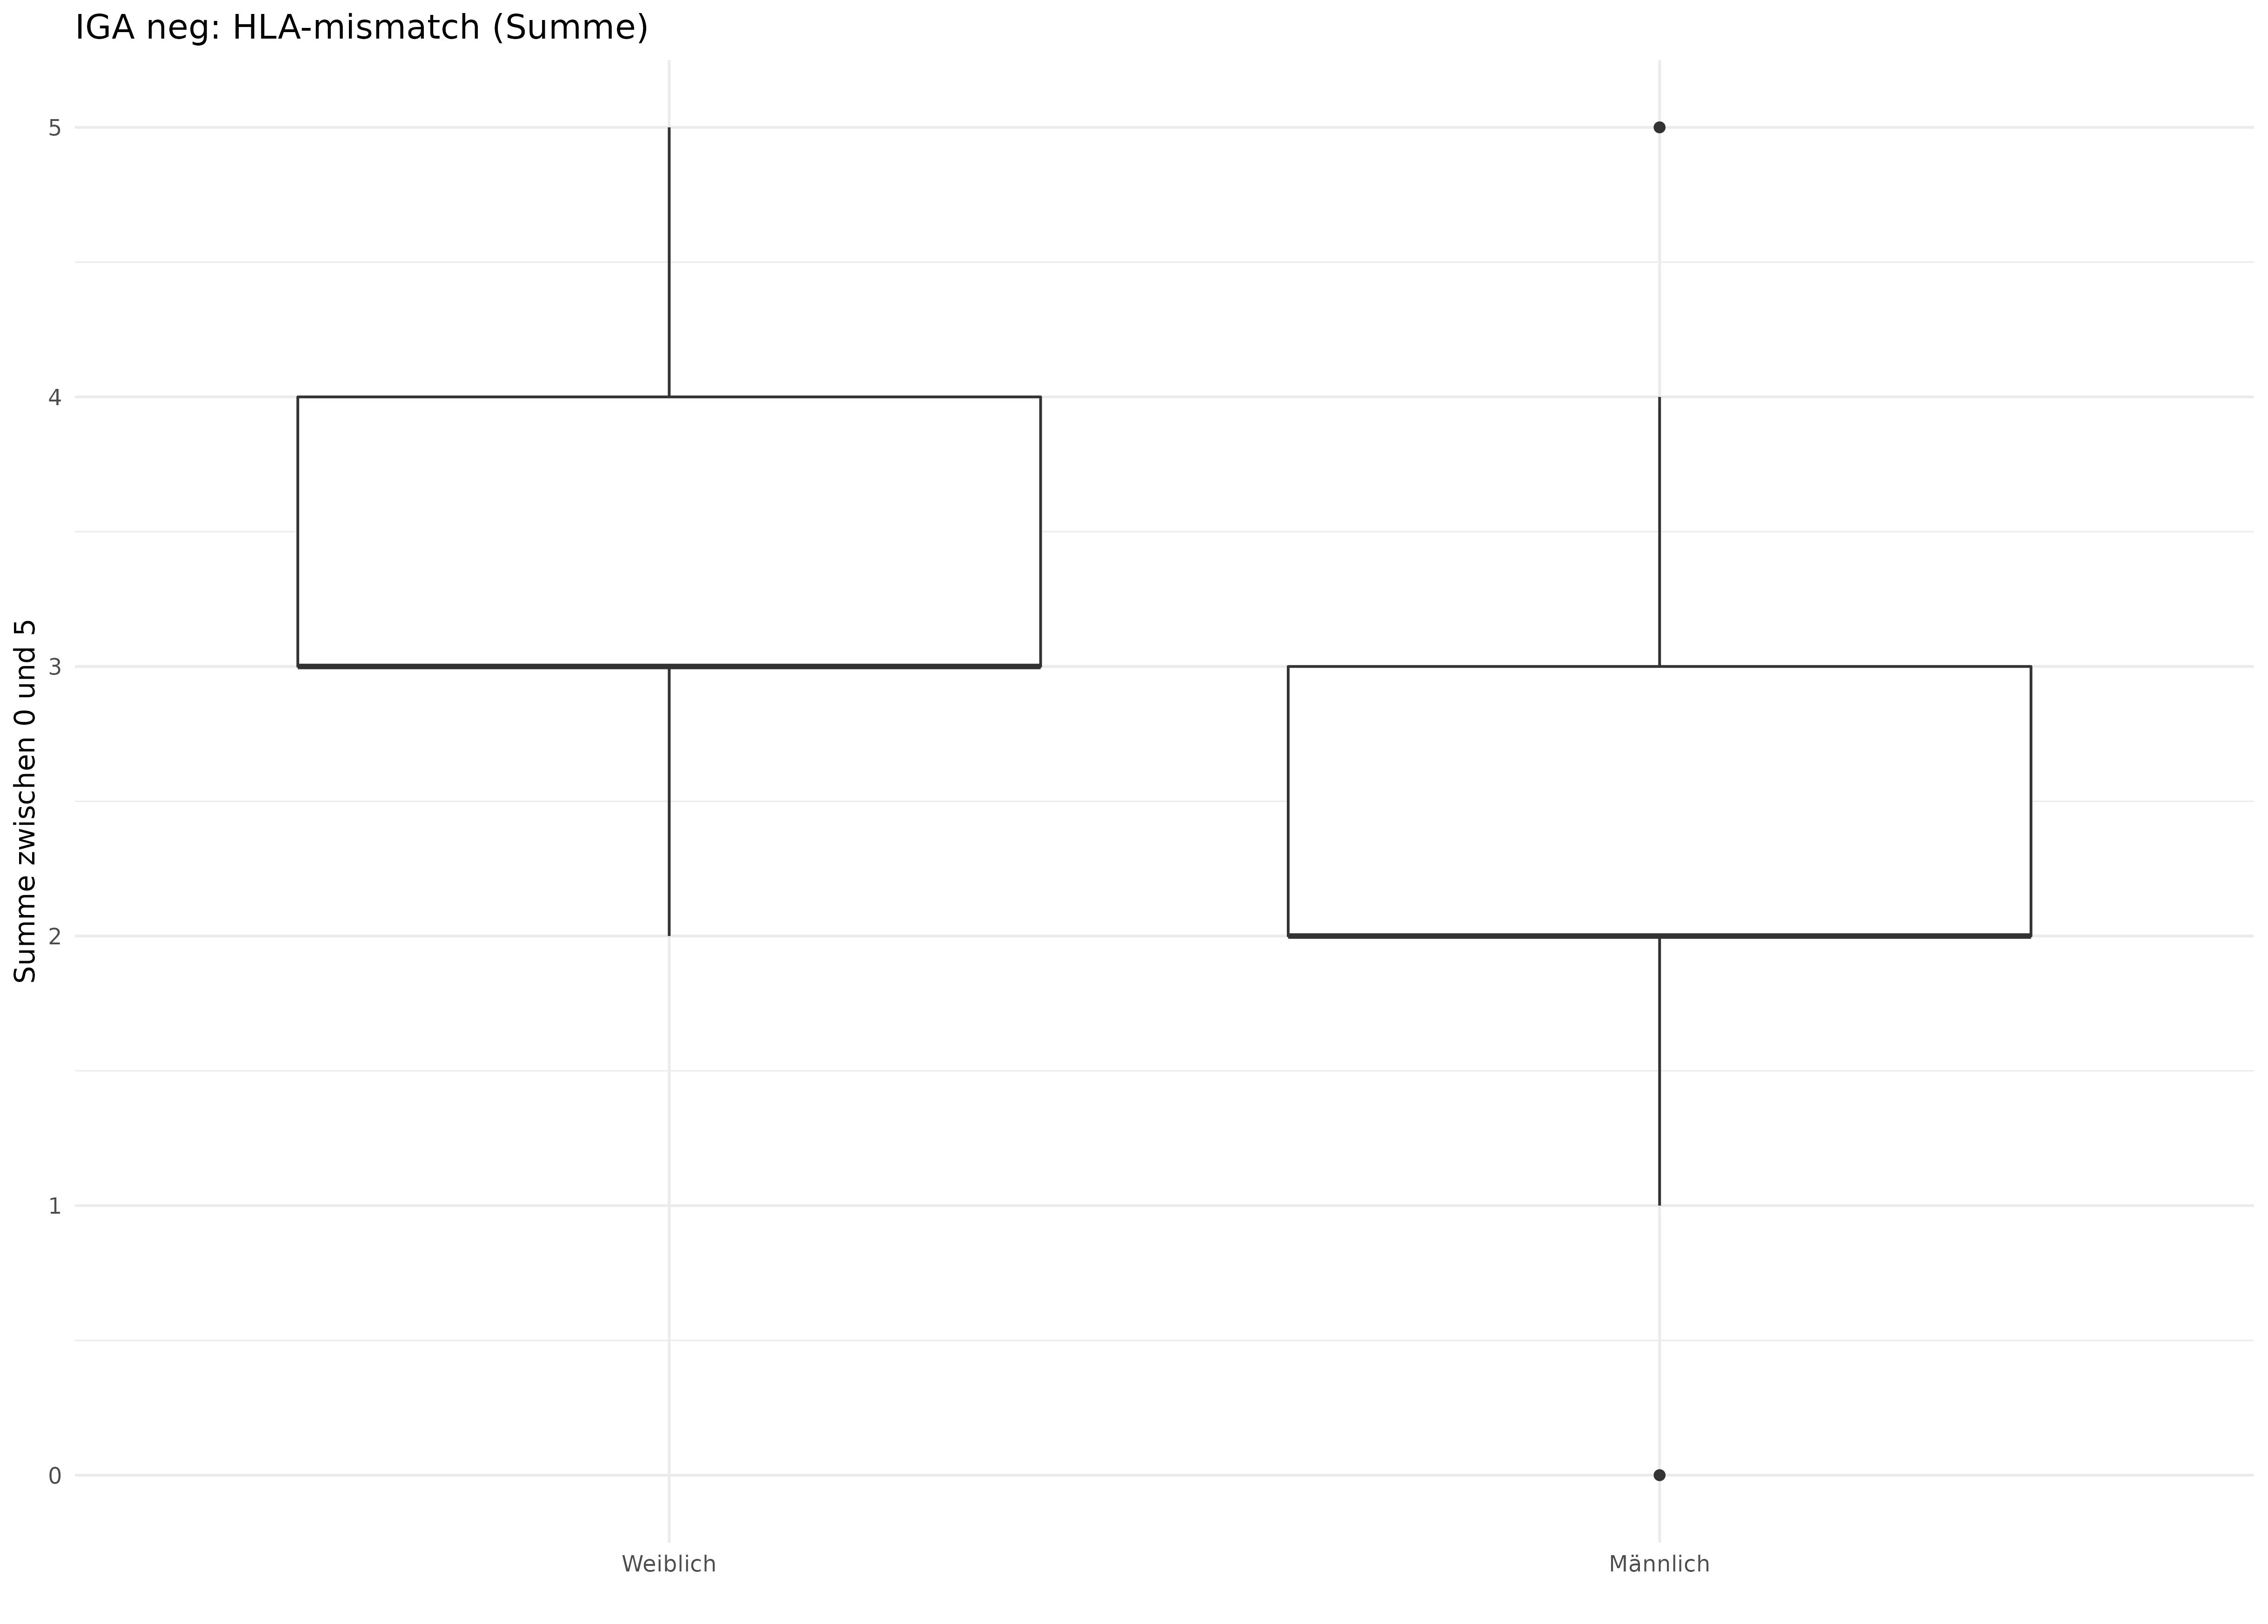 IGA neg: HLA-mismatch (Summe)
Summe zwischen 0 und 5
5
4
3
2
1
0
Weiblich
Männlich